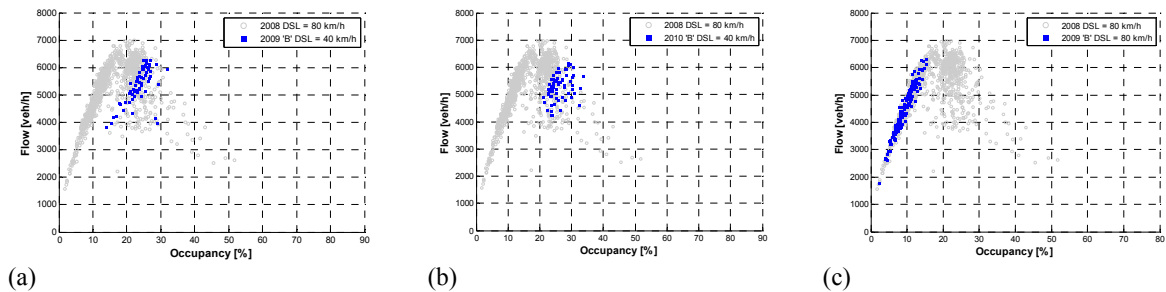 2008 DSL = 80 km/h
2009 'B' DSL = 40 km/h
8000
7000
6000
5000
4000
3000
2000
1000
0
Flow [veh/h]
0 10 20 30 40 50 60 70 80 90
Occupancy [%]
(a)
2008 DSL = 80 km/h
2010 'B' DSL = 40 km/h
8000
7000
6000
5000
4000
3000
2000
1000
0
Flow [veh/h]
0 10 20 30 40 50 60 70 80 90
Occupancy [%]
(b)
2008 DSL = 80 km/h
2009 'B' DSL = 80 km/h
8000
7000
6000
5000
4000
3000
2000
1000
0
Flow [veh/h]
0 10 20 30 40 50 60 70 80
Occupancy [%]
(c)